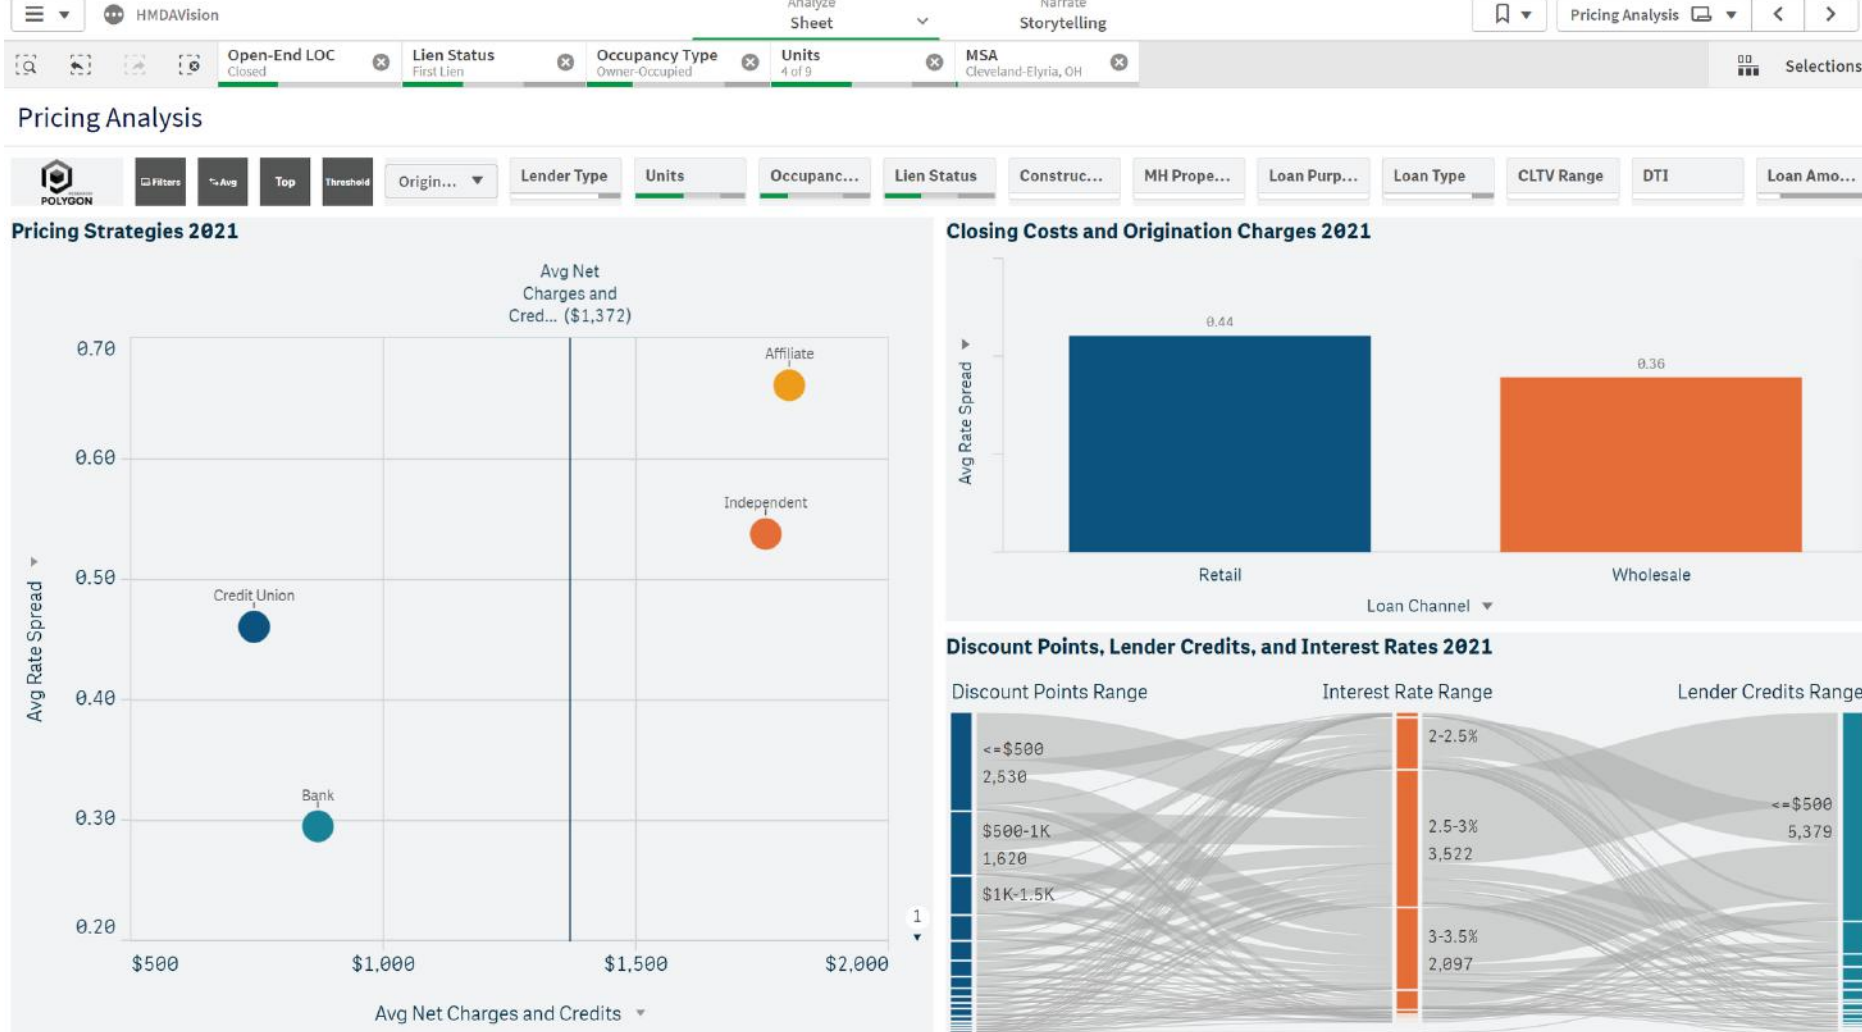 HMDAVision
Analyze
Sheet
Narrate
Storytelling
Pricing Analysis
Open-End LOC
Closed
Lien Status
First Lien
Occupancy Type
Owner-Occupied
Units
4 of 9
MSA
Cleveland-Elyria, OH
Selections
Pricing Analysis
POLYGON
Filters
Avg
Top
Threshold
Origin...
Lender Type
Units
Occupanc...
Lien Status
Construc...
MH Prope...
Loan Purp...
Loan Type
CLTV Range
DTI
Loan Amo...
Pricing Strategies 2021
Avg Net
Charges and
Cred... ($1,372)
0.70
0.60
0.50
0.40
0.30
0.20
Avg Rate Spread
Affiliate
Independent
Credit Union
Bank
1
$500
$1,000
$1,500
$2,000
Avg Net Charges and Credits
Closing Costs and Origination Charges 2021
Avg Rate Spread
0.44
0.36
Retail
Wholesale
Loan Channel
Discount Points, Lender Credits, and Interest Rates 2021
Discount Points Range
Interest Rate Range
Lender Credits Range
<=$500
2,530
$500-1K
1,620
$1K-1.5K
2-2.5%
2.5-3%
3,522
3-3.5%
2,097
<=$500
5,379